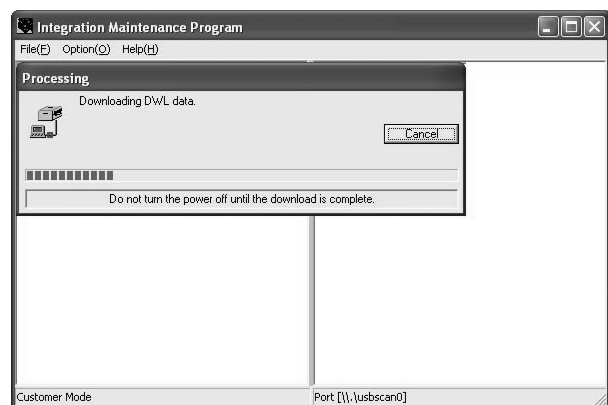 Integration Maintenance Program
File(F) Option(O) Help(H)
Processing
Downloading DWL data.
Cancel
Do not turn the power off until the download is complete.
Customer Mode
Port [\\.\usbscan0]